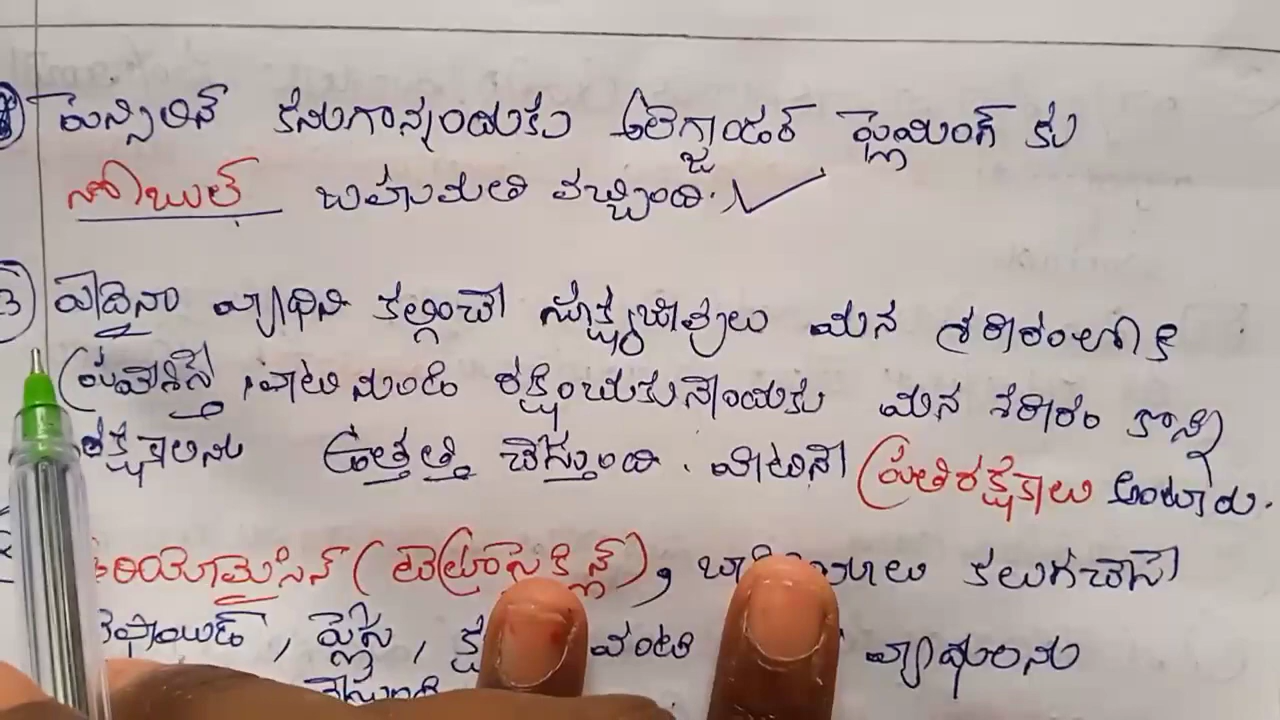 పెన్సిలిన్ కనుగొన్నందుకు అలెగ్జాండర్ ఫ్లెమింగ్ కు
నోబుల్ బహుమతి వచ్చింది.
3 ఏదైనా వ్యాధిని కల్గించే సూక్ష్మజీవులు మన శరీరంలోకి
ప్రవేశిస్తే, వాటి నుండి రక్షించుకునేందుకు మన శరీరం కొన్ని
రక్షకాలను ఉత్పత్తి చేస్తుంది. వీటినే ప్రతిరక్షకాలు అంటారు.
(టెట్రాసైక్లిన్), కలుగచేసే
టైఫాయిడ్, ప్లేగు, వంటి వ్యాధులను
చేస్తుంది